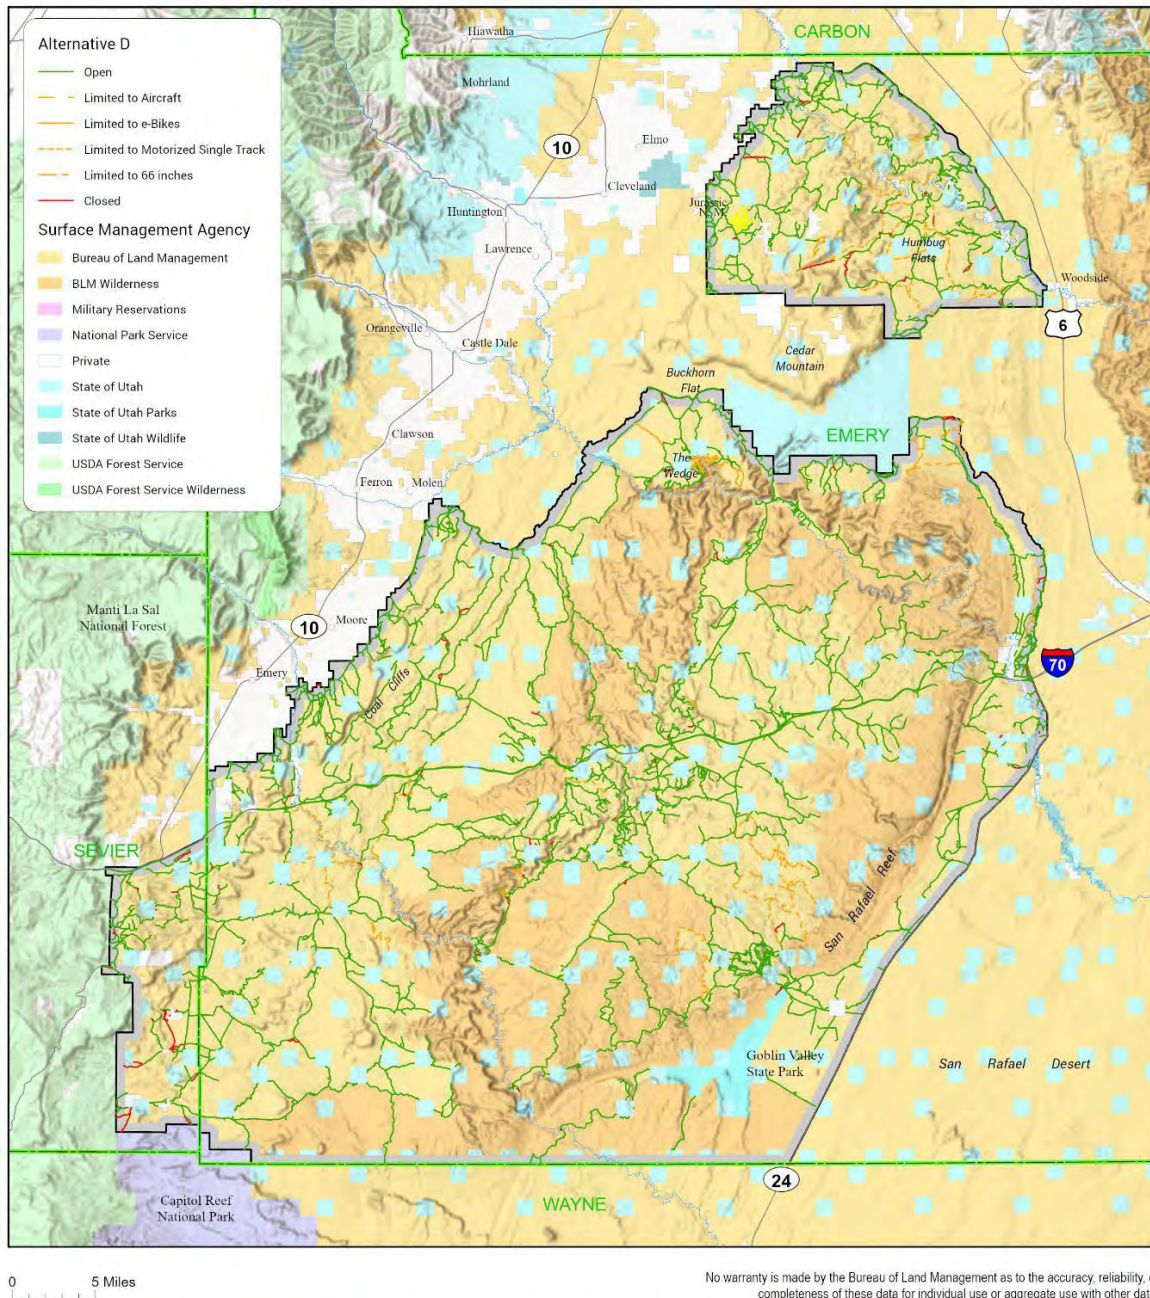 Alternative D
Open
Limited to Aircraft
Limited to e-Bikes
Limited to Motorized Single Track
Limited to 66 inches
Closed
Surface Management Agency
Bureau of Land Management
BLM Wilderness
Military Reservations
National Park Service
Private
State of Utah
State of Utah Parks
State of Utah Wildlife
USDA Forest Service
USDA Forest Service Wilderness
Hiawatha
CARBON
Mohrland
10
Elmo
Cleveland
Jurassic
N. M.
Huntington
Lawrence
Humbug
Flats
Woodside
6
Orangeville
Castle Dale
Cedar
Mountain
Buckhorn
Flat
Clawson
EMERY
The
Wedge
Ferron
Molen
Manti La Sal
National Forest
10
Moore
Emery
Coal Cliffs
70
SEVIER
San Rafael Reef
Goblin Valley
State Park
San Rafael Desert
24
Capitol Reef
National Park
WAYNE
0 5 Miles
No warranty is made by the Bureau of Land Management as to the accuracy, reliability,
completeness of these data for individual use or aggregate use with other